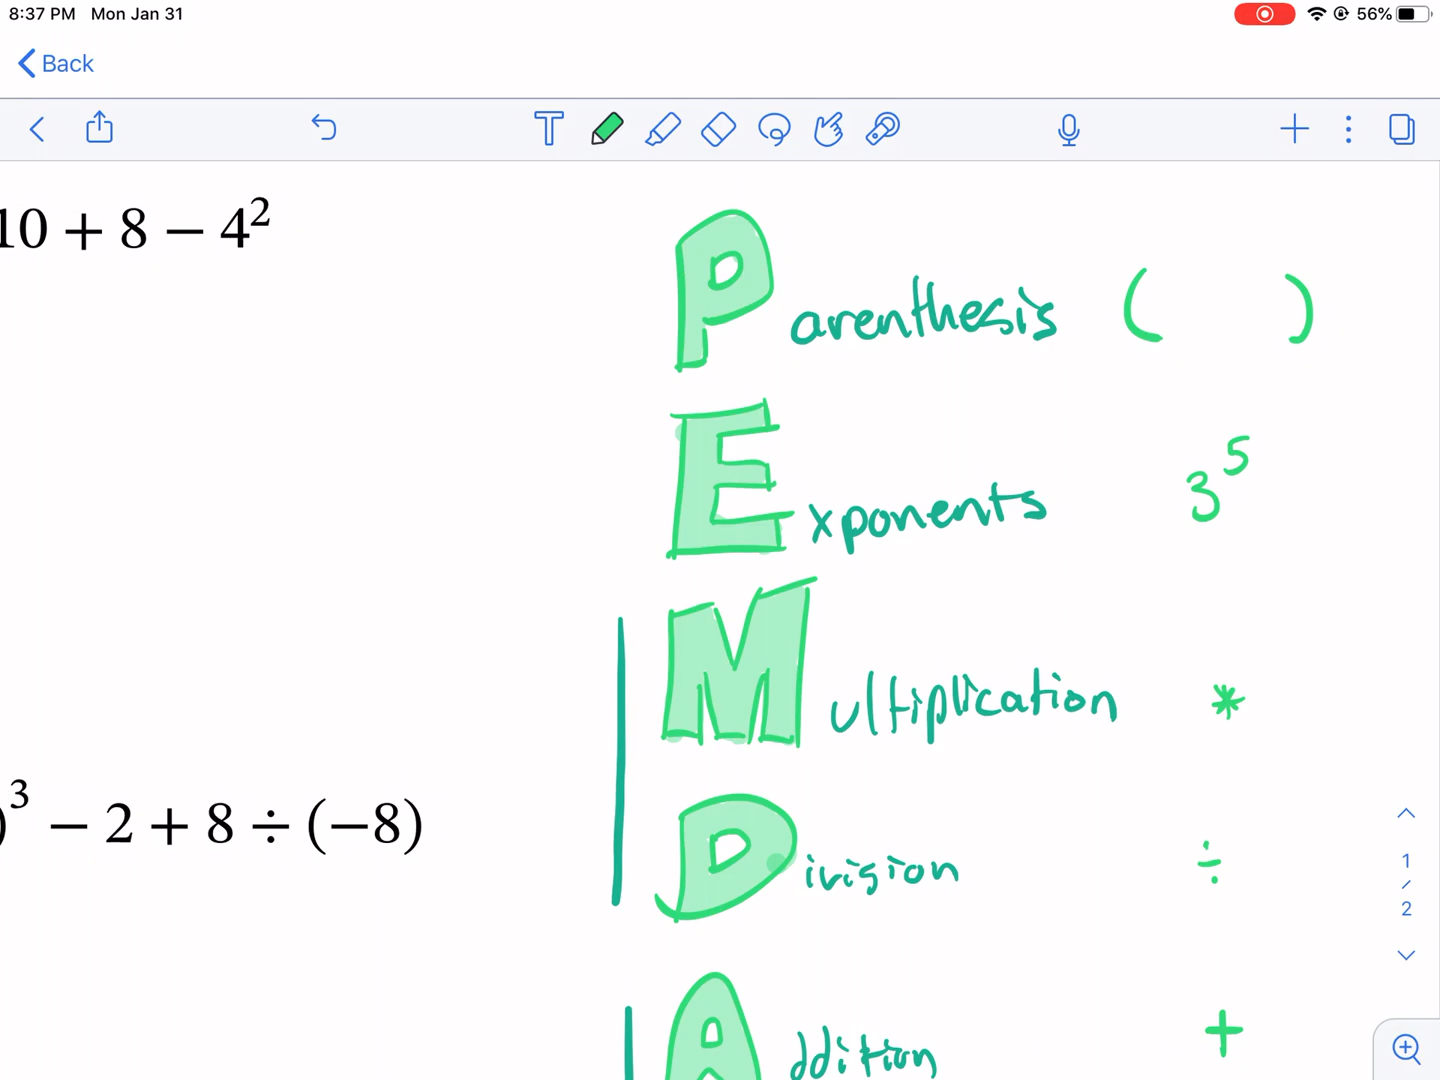 8:37 PM Mon Jan 31 56%
Back
10 + 8 − 4²
Parenthesis ( )
Exponents 3⁵
Multiplication *
)³ − 2 + 8 ÷ (−8)
Division ÷
1
/
2
Addition +